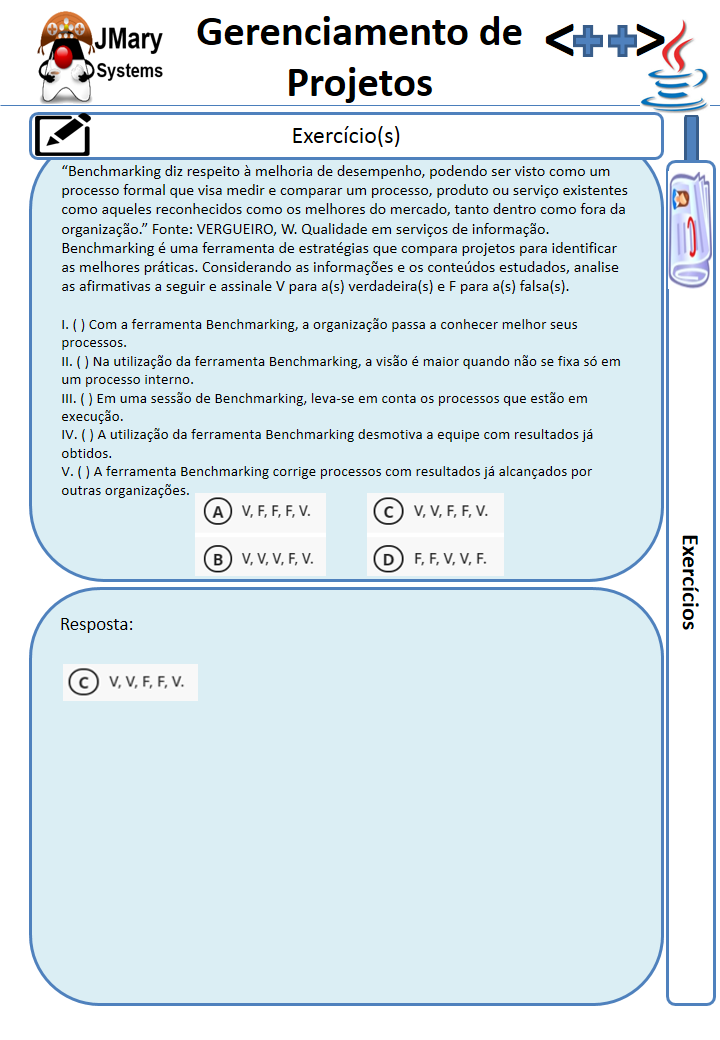 JMary
Systems
Gerenciamento de
Projetos
<++>
Exercício(s)
“Benchmarking diz respeito à melhoria de desempenho, podendo ser visto como um
processo formal que visa medir e comparar um processo, produto ou serviço existentes
como aqueles reconhecidos como os melhores do mercado, tanto dentro como fora da
organização.” Fonte: VERGUEIRO, W. Qualidade em serviços de informação.
Benchmarking é uma ferramenta de estratégias que compara projetos para identificar
as melhores práticas. Considerando as informações e os conteúdos estudados, analise
as afirmativas a seguir e assinale V para a(s) verdadeira(s) e F para a(s) falsa(s).
I. ( ) Com a ferramenta Benchmarking, a organização passa a conhecer melhor seus
processos.
II. ( ) Na utilização da ferramenta Benchmarking, a visão é maior quando não se fixa só em
um processo interno.
III. ( ) Em uma sessão de Benchmarking, leva-se em conta os processos que estão em
execução.
IV. ( ) A utilização da ferramenta Benchmarking desmotiva a equipe com resultados já
obtidos.
V. ( ) A ferramenta Benchmarking corrige processos com resultados já alcançados por
outras organizações.
A V, F, F, F, V.
C V, V, F, F, V.
B V, V, V, F, V.
D F, F, V, V, F.
Exercícios
Resposta:
C V, V, F, F, V.